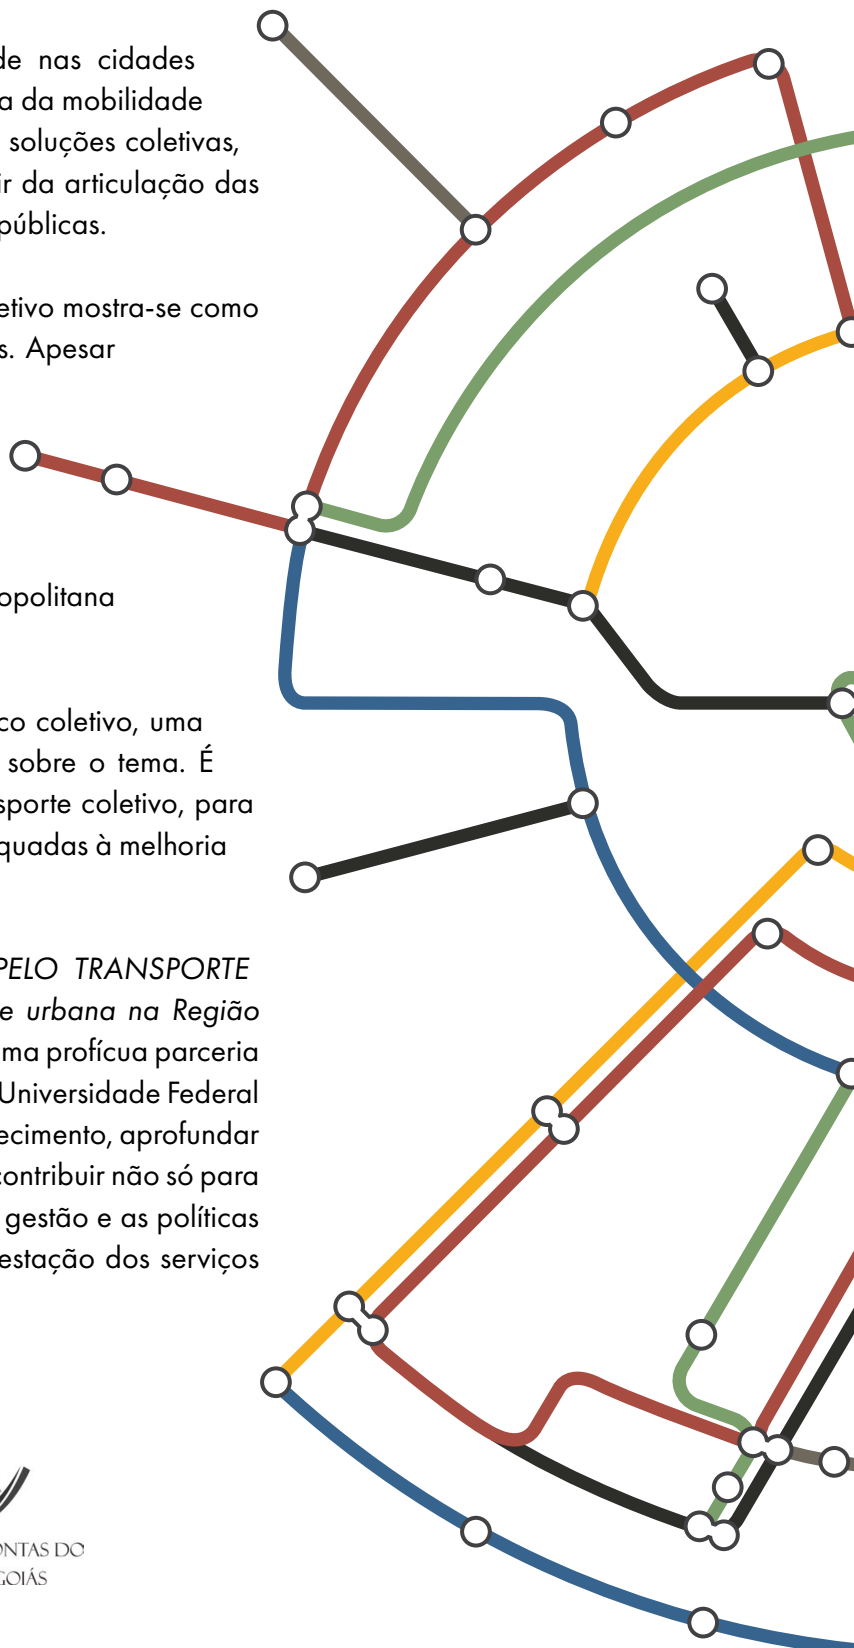 de nas cidades
a da mobilidade
soluções coletivas,
ir da articulação das
públicas.
etivo mostra-se como
s. Apesar
opolitana
co coletivo, uma
sobre o tema. É
sporte coletivo, para
quadas à melhoria
PELO TRANSPORTE
e urbana na Região
uma profícua parceria
Universidade Federal
ecimento, aprofundar
contribuir não só para
gestão e as políticas
estação dos serviços
ONTAS DO
GOIÁS